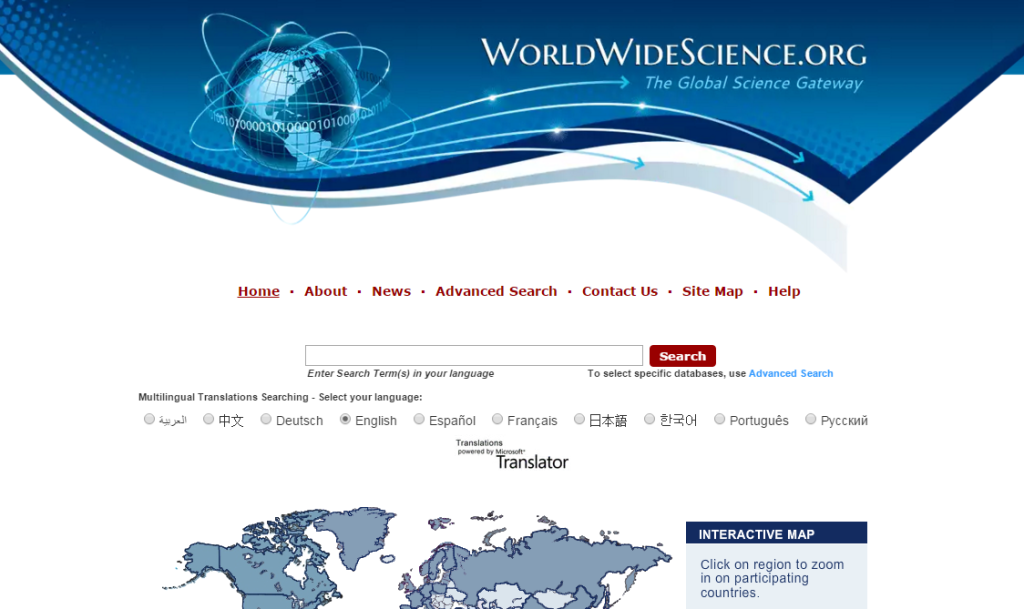 WORLDWIDESCIENCE.ORG
The Global Science Gateway
01010000101000010100010
Home · About · News · Advanced Search · Contact Us · Site Map · Help
Search
Enter Search Term(s) in your language To select specific databases, use Advanced Search
Multilingual Translations Searching - Select your language:
العربية 中文 Deutsch English Español Français 日本語 한국어 Português Русский
Translations
powered by Microsoft®
Translator
INTERACTIVE MAP
Click on region to zoom
in on participating
countries.